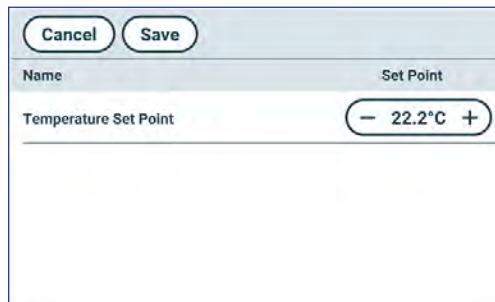 Cancel Save
Name Set Point
Temperature Set Point − 22.2°C +